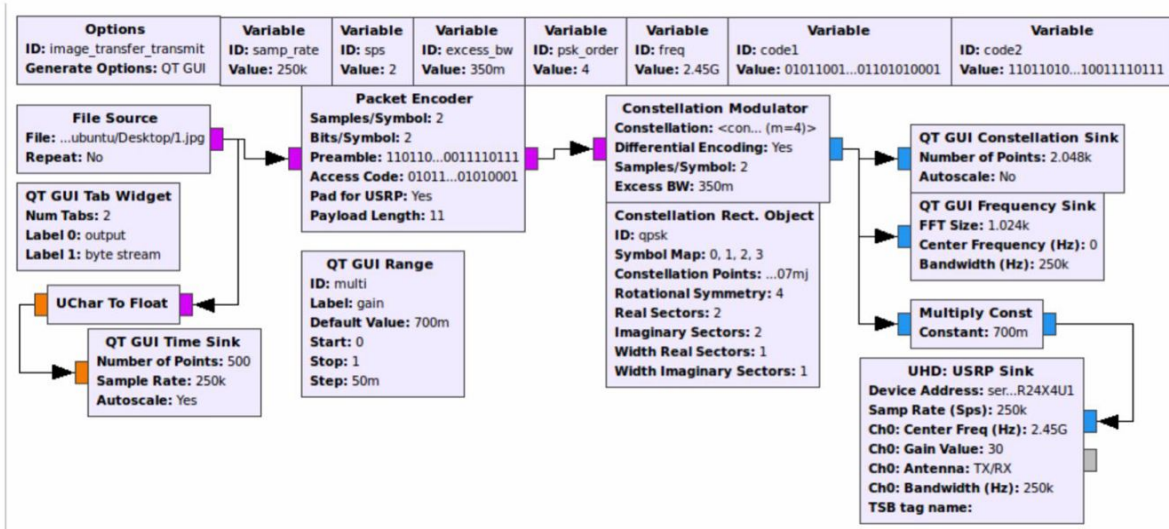 Options
ID: image_transfer_transmit
Generate Options: QT GUI
Variable
ID: samp_rate
Value: 250k
Variable
ID: sps
Value: 2
Variable
ID: excess_bw
Value: 350m
Variable
ID: psk_order
Value: 4
Variable
ID: freq
Value: 2.45G
Variable
ID: code1
Value: 01011001...01101010001
Variable
ID: code2
Value: 11011010...10011110111
File Source
File: ...ubuntu/Desktop/1.jpg
Repeat: No
Packet Encoder
Samples/Symbol: 2
Bits/Symbol: 2
Preamble: 110110...0011110111
Access Code: 01011...01010001
Pad for USRP: Yes
Payload Length: 11
Constellation Modulator
Constellation: <con... (m=4)>
Differential Encoding: Yes
Samples/Symbol: 2
Excess BW: 350m
QT GUI Constellation Sink
Number of Points: 2.048k
Autoscale: No
QT GUI Tab Widget
Num Tabs: 2
Label 0: output
Label 1: byte stream
QT GUI Frequency Sink
FFT Size: 1.024k
Center Frequency (Hz): 0
Bandwidth (Hz): 250k
Constellation Rect. Object
ID: qpsk
Symbol Map: 0, 1, 2, 3
Constellation Points: ...07mj
Rotational Symmetry: 4
Real Sectors: 2
Imaginary Sectors: 2
Width Real Sectors: 1
Width Imaginary Sectors: 1
QT GUI Range
ID: multi
Label: gain
Default Value: 700m
Start: 0
Stop: 1
Step: 50m
UChar To Float
Multiply Const
Constant: 700m
QT GUI Time Sink
Number of Points: 500
Sample Rate: 250k
Autoscale: Yes
UHD: USRP Sink
Device Address: ser...R24X4U1
Samp Rate (Sps): 250k
Ch0: Center Freq (Hz): 2.45G
Ch0: Gain Value: 30
Ch0: Antenna: TX/RX
Ch0: Bandwidth (Hz): 250k
TSB tag name: